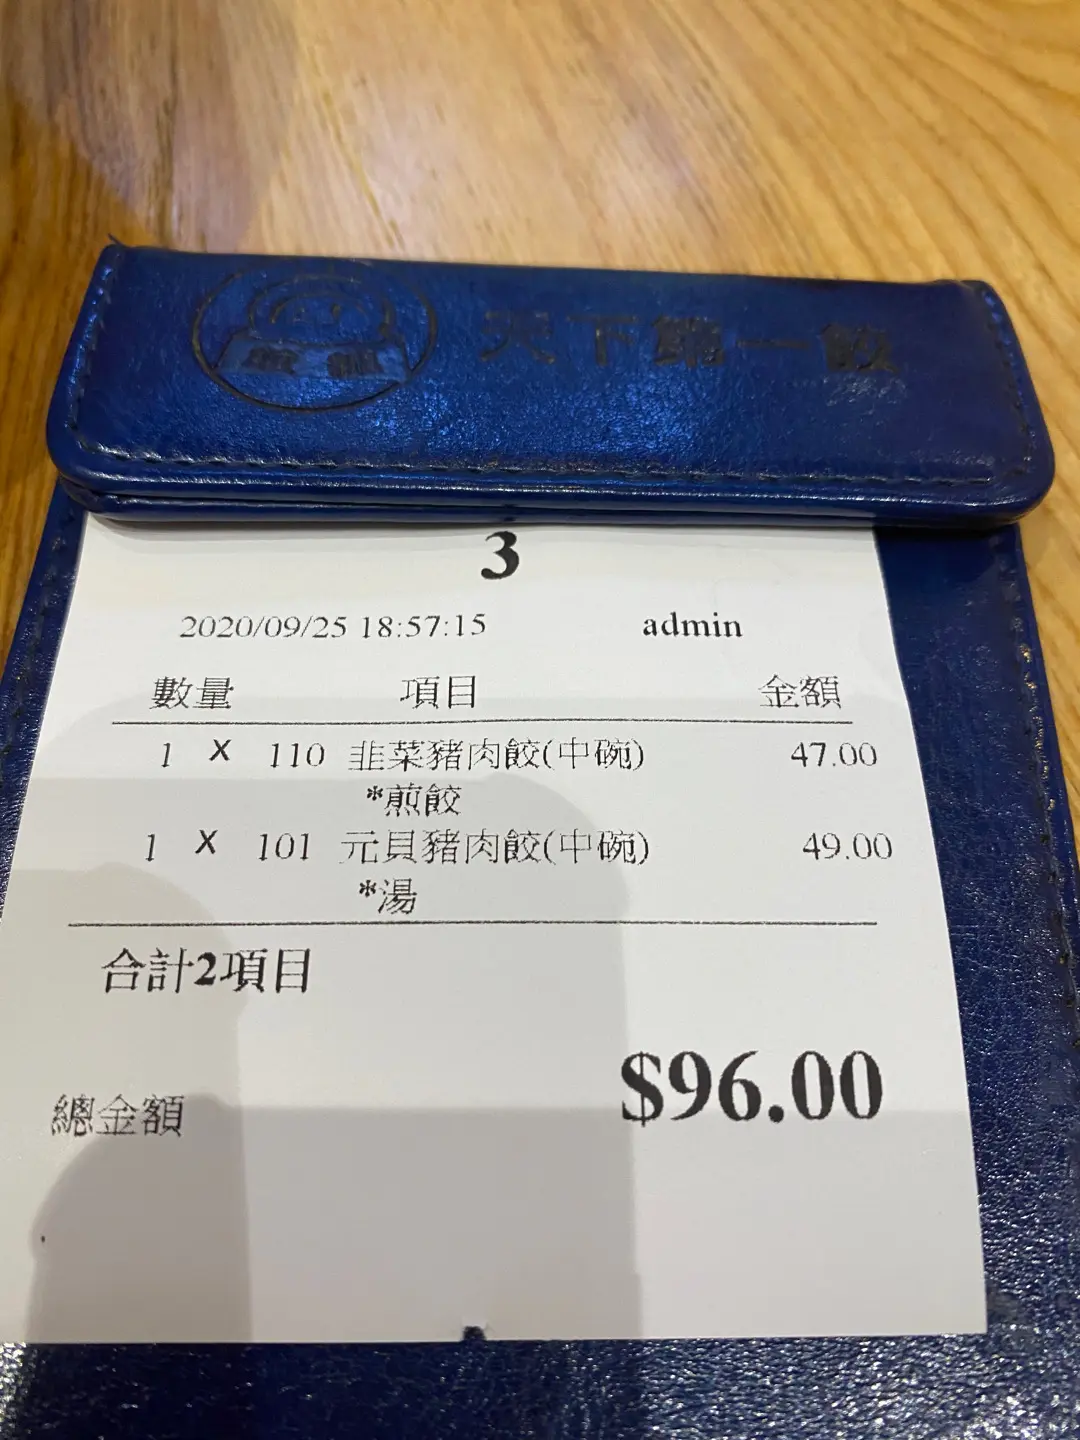 天下第一餃
3
2020/09/25 18:57:15 admin
數量 項目 金額
1 X 110 韭菜豬肉餃(中碗) 47.00
*煎餃
1 X 101 元貝豬肉餃(中碗) 49.00
*湯
合計2項目
$96.00
總金額